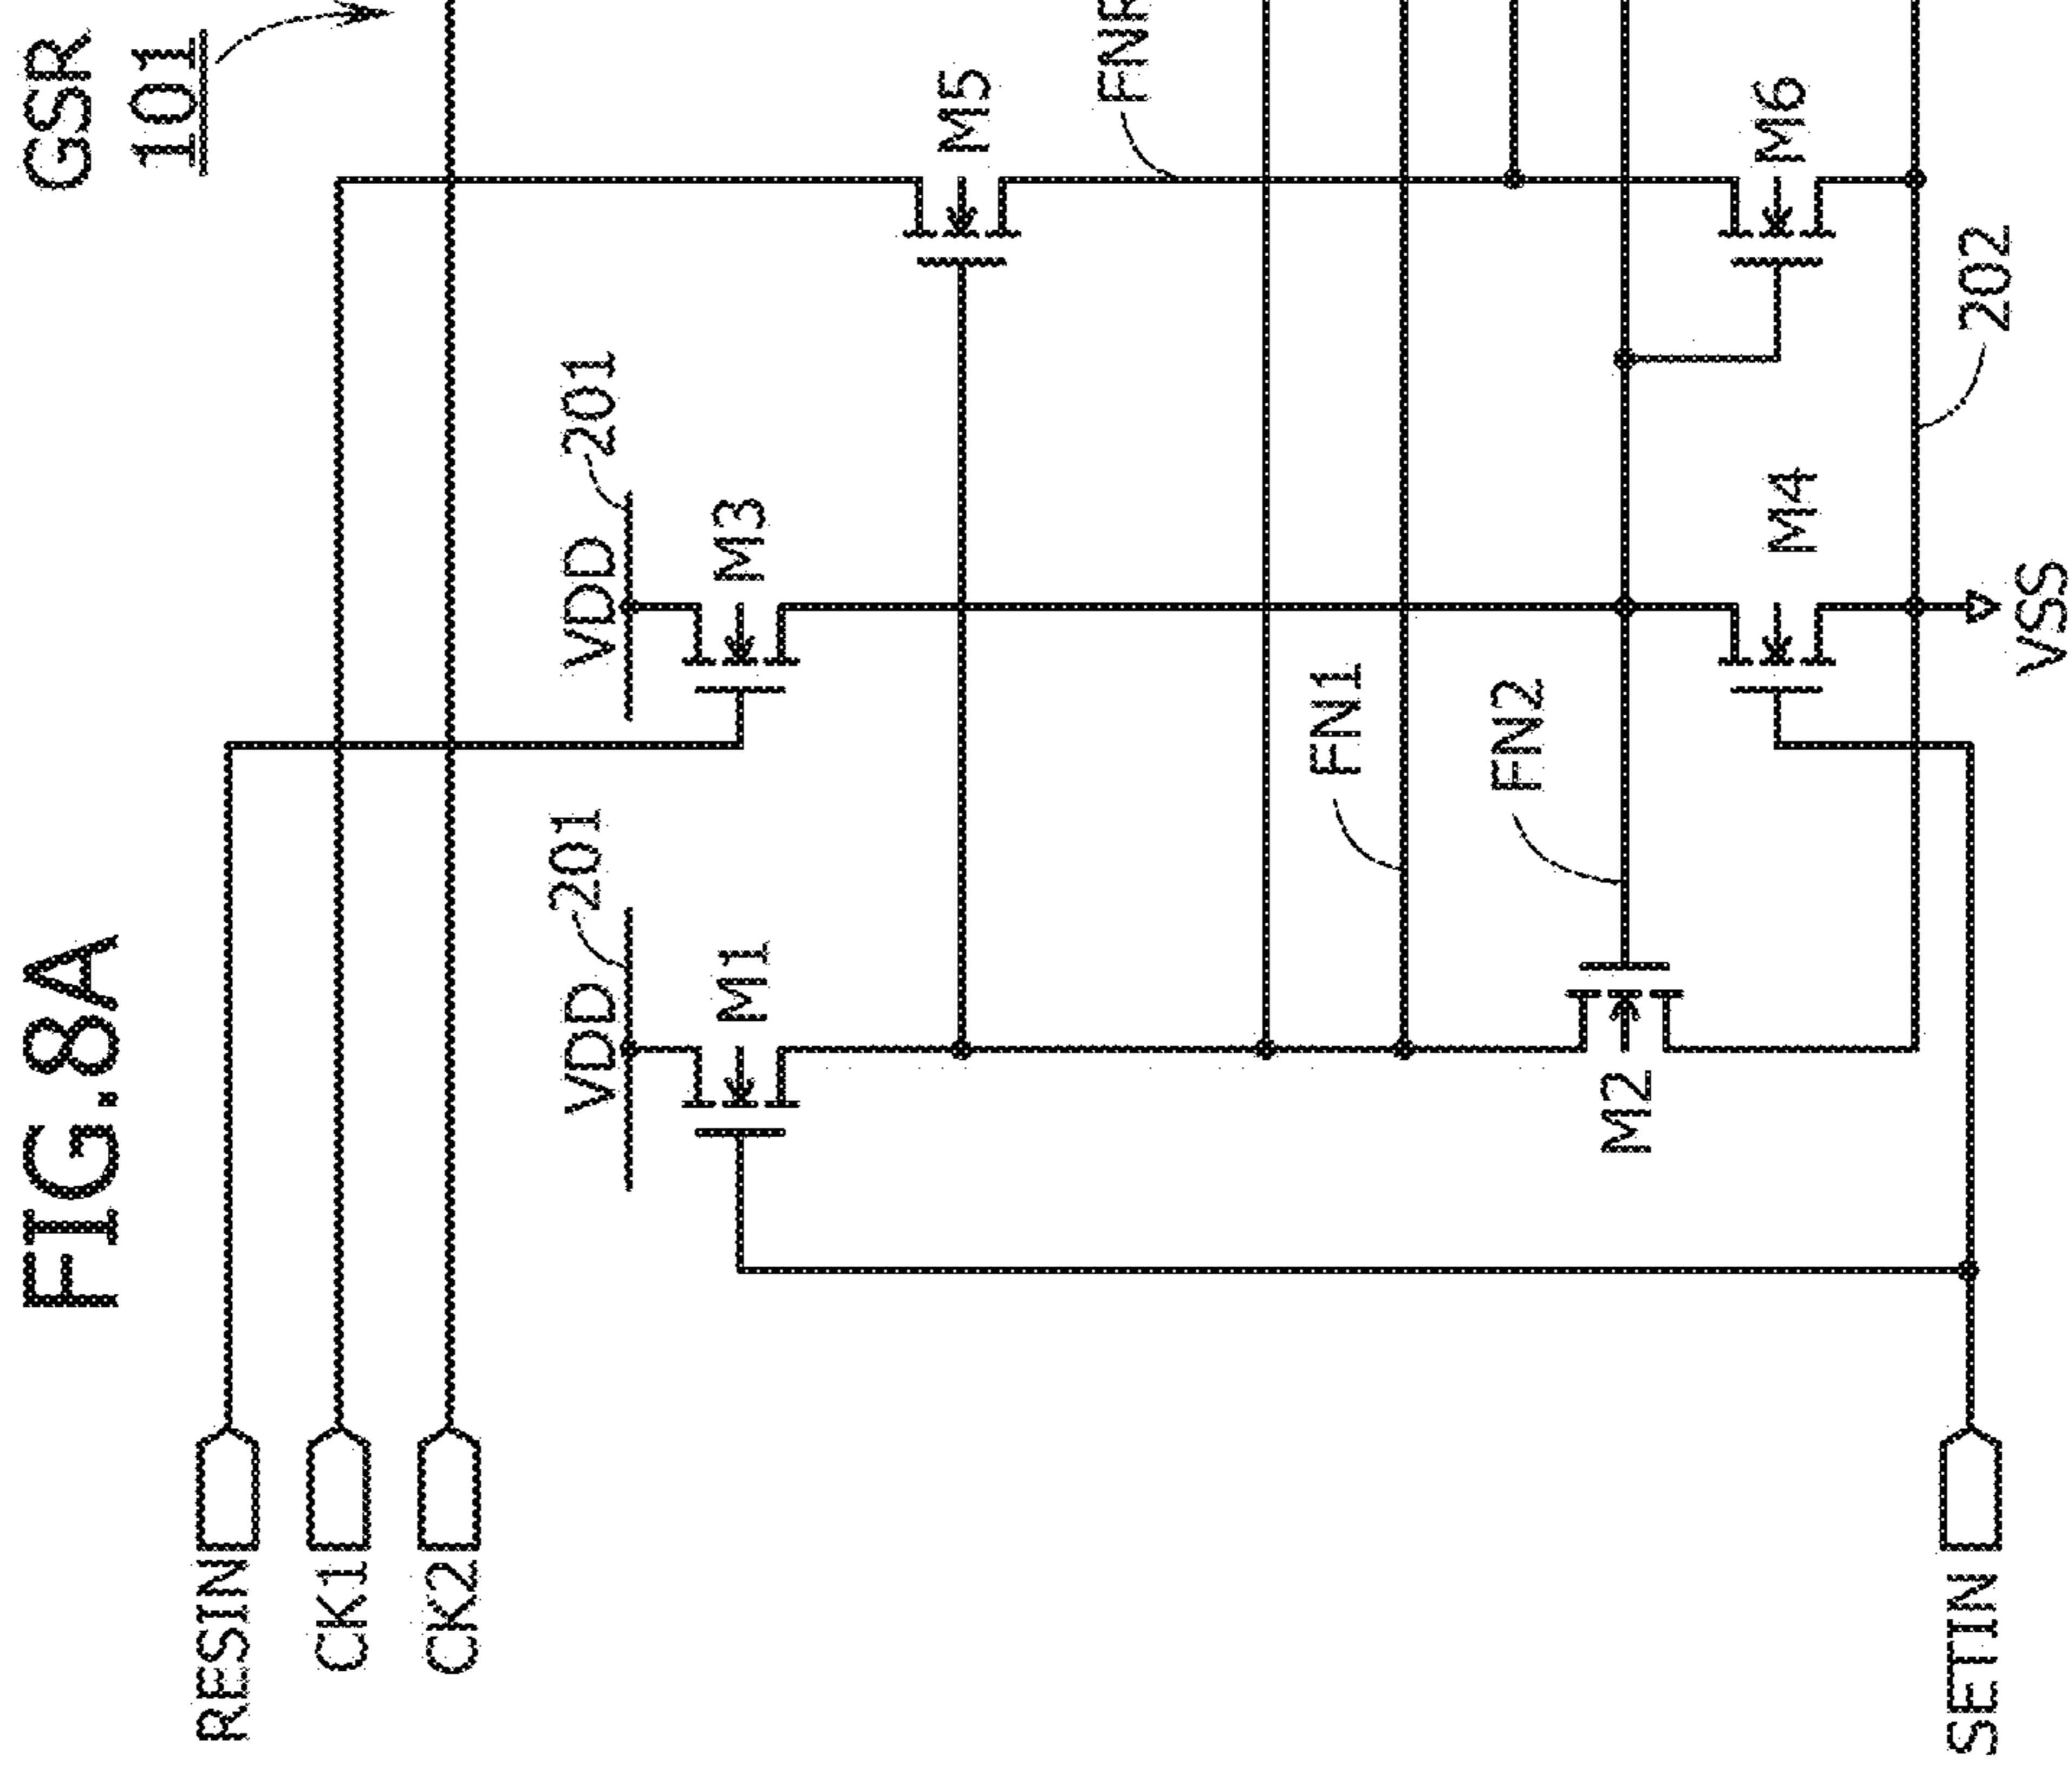 FIG.8A
GSR
101
RESIN
CK1
CK2
VDD
201
VDD
201
M1
M3
M5
FNR
FN1
FN2
M2
M4
M6
202
VSS
SETIN